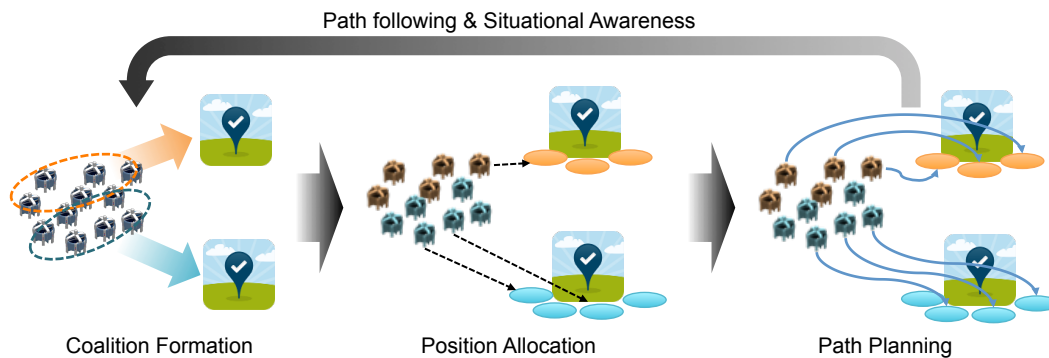 Path following & Situational Awareness
Coalition Formation
Position Allocation
Path Planning